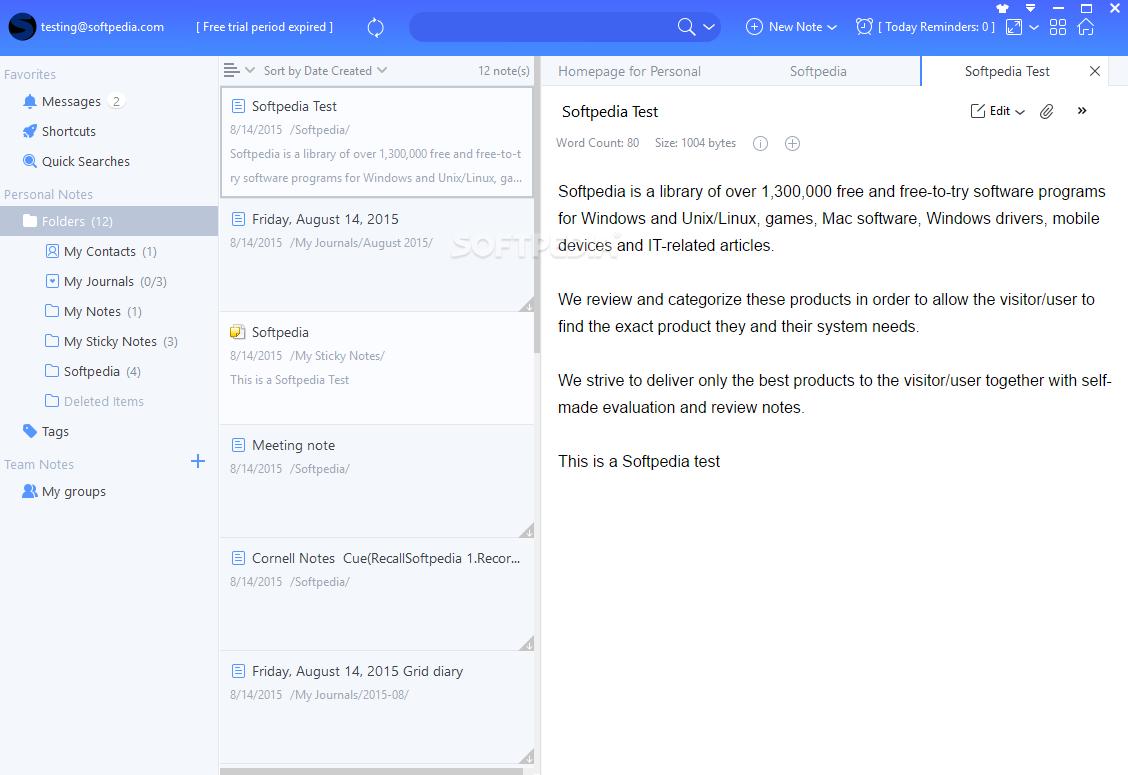 testing@softpedia.com [ Free trial period expired ] New Note [ Today Reminders: 0 ]
Favorites
Messages 2
Shortcuts
Quick Searches
Personal Notes
Folders (12)
My Contacts (1)
My Journals (0/3)
My Notes (1)
My Sticky Notes (3)
Softpedia (4)
Deleted Items
Tags
Team Notes
My groups
Sort by Date Created 12 note(s)
Softpedia Test
8/14/2015 /Softpedia/
Softpedia is a library of over 1,300,000 free and free-to-t
ry software programs for Windows and Unix/Linux, ga...
Friday, August 14, 2015
8/14/2015 /My Journals/August 2015/
Softpedia
8/14/2015 /My Sticky Notes/
This is a Softpedia Test
Meeting note
8/14/2015 /Softpedia/
Cornell Notes Cue(RecallSoftpedia 1.Recor...
8/14/2015 /Softpedia/
Friday, August 14, 2015 Grid diary
8/14/2015 /My Journals/2015-08/
SOFTPEDIA
Homepage for Personal Softpedia Softpedia Test
Softpedia Test Edit
Word Count: 80 Size: 1004 bytes
Softpedia is a library of over 1,300,000 free and free-to-try software programs
for Windows and Unix/Linux, games, Mac software, Windows drivers, mobile
devices and IT-related articles.
We review and categorize these products in order to allow the visitor/user to
find the exact product they and their system needs.
We strive to deliver only the best products to the visitor/user together with self-
made evaluation and review notes.
This is a Softpedia test